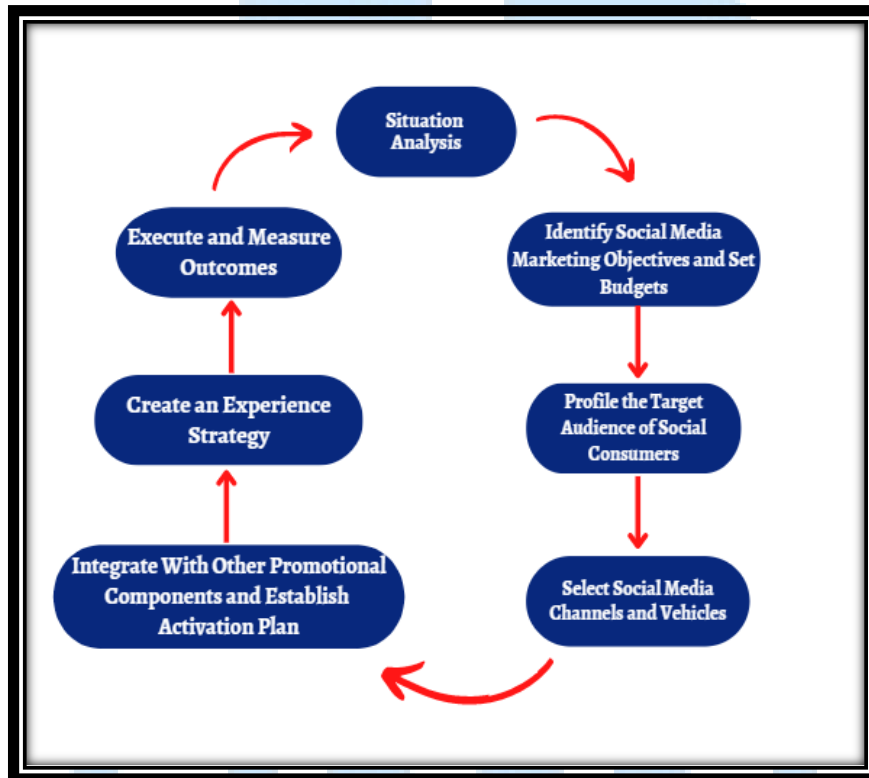 Situation
Analysis
Identify Social Media
Marketing Objectives and Set
Budgets
Profile the Target
Audience of Social
Consumers
Select Social Media
Channels and Vehicles
Integrate With Other Promotional
Components and Establish
Activation Plan
Create an Experience
Strategy
Execute and Measure
Outcomes